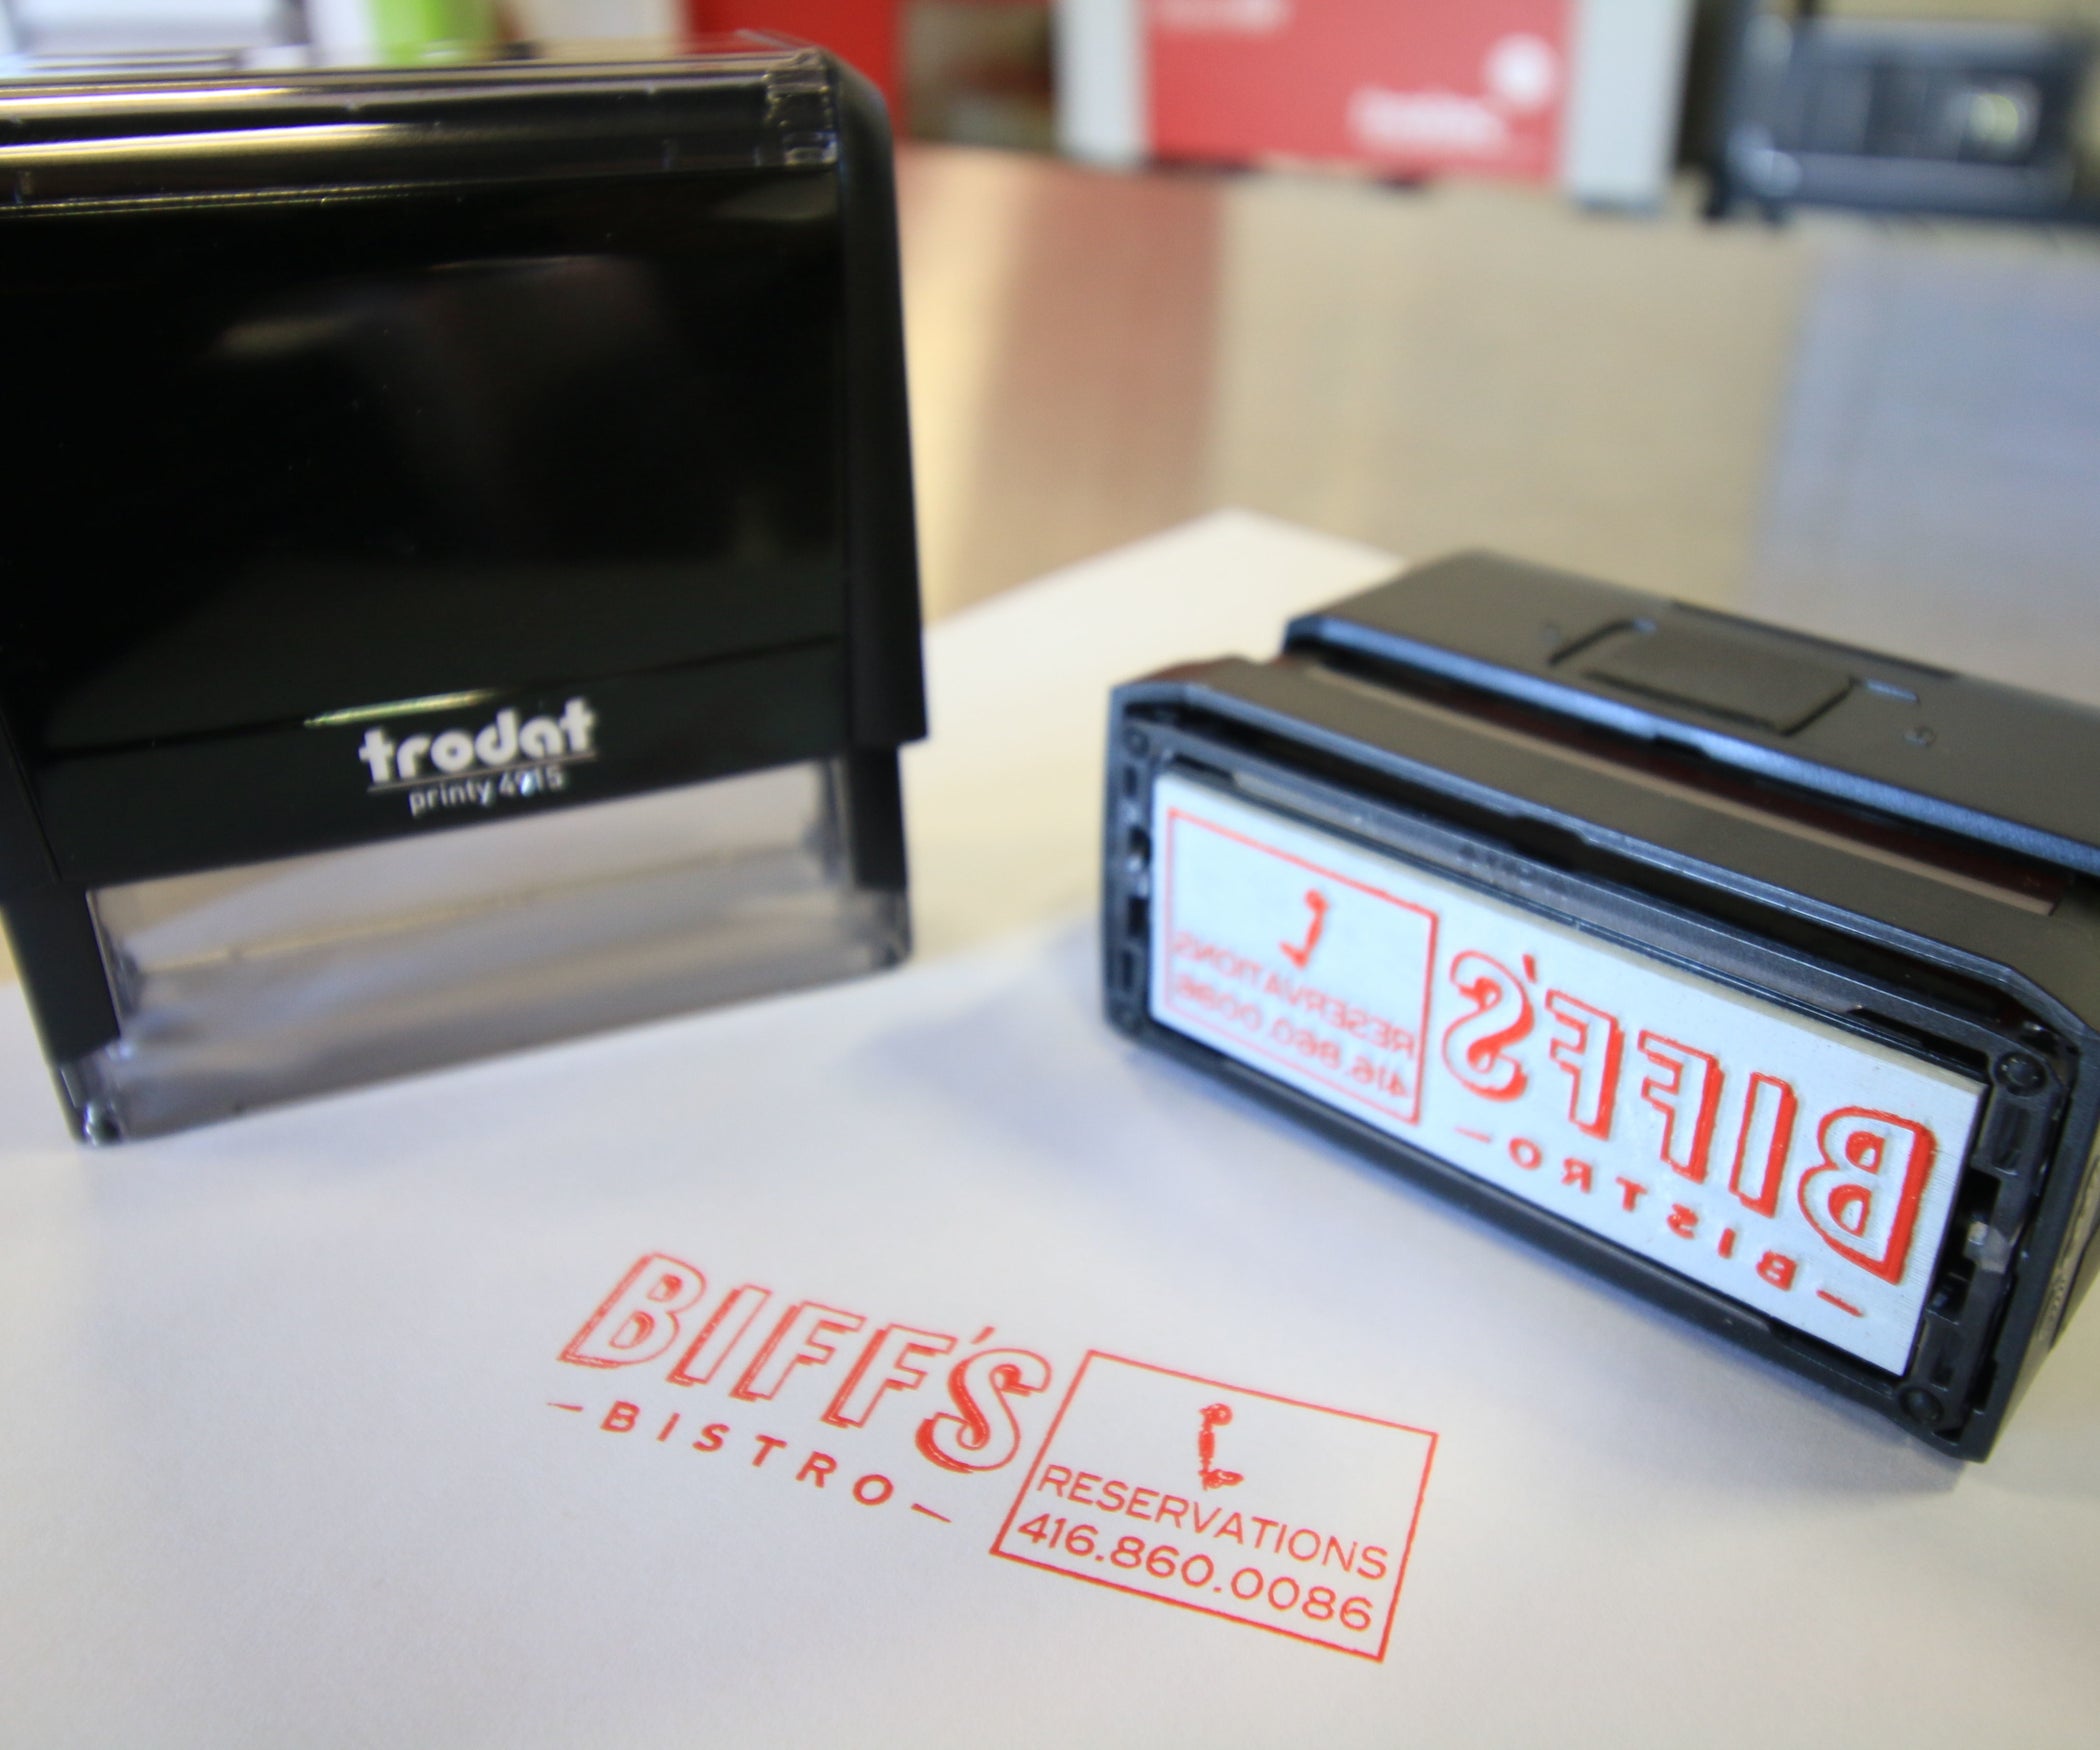 trodat
printy 4915
BIFF'S
— BISTRO —
RESERVATIONS
416.860.0086
BIFF'S
— BISTRO —
RESERVATIONS
416.860.0086